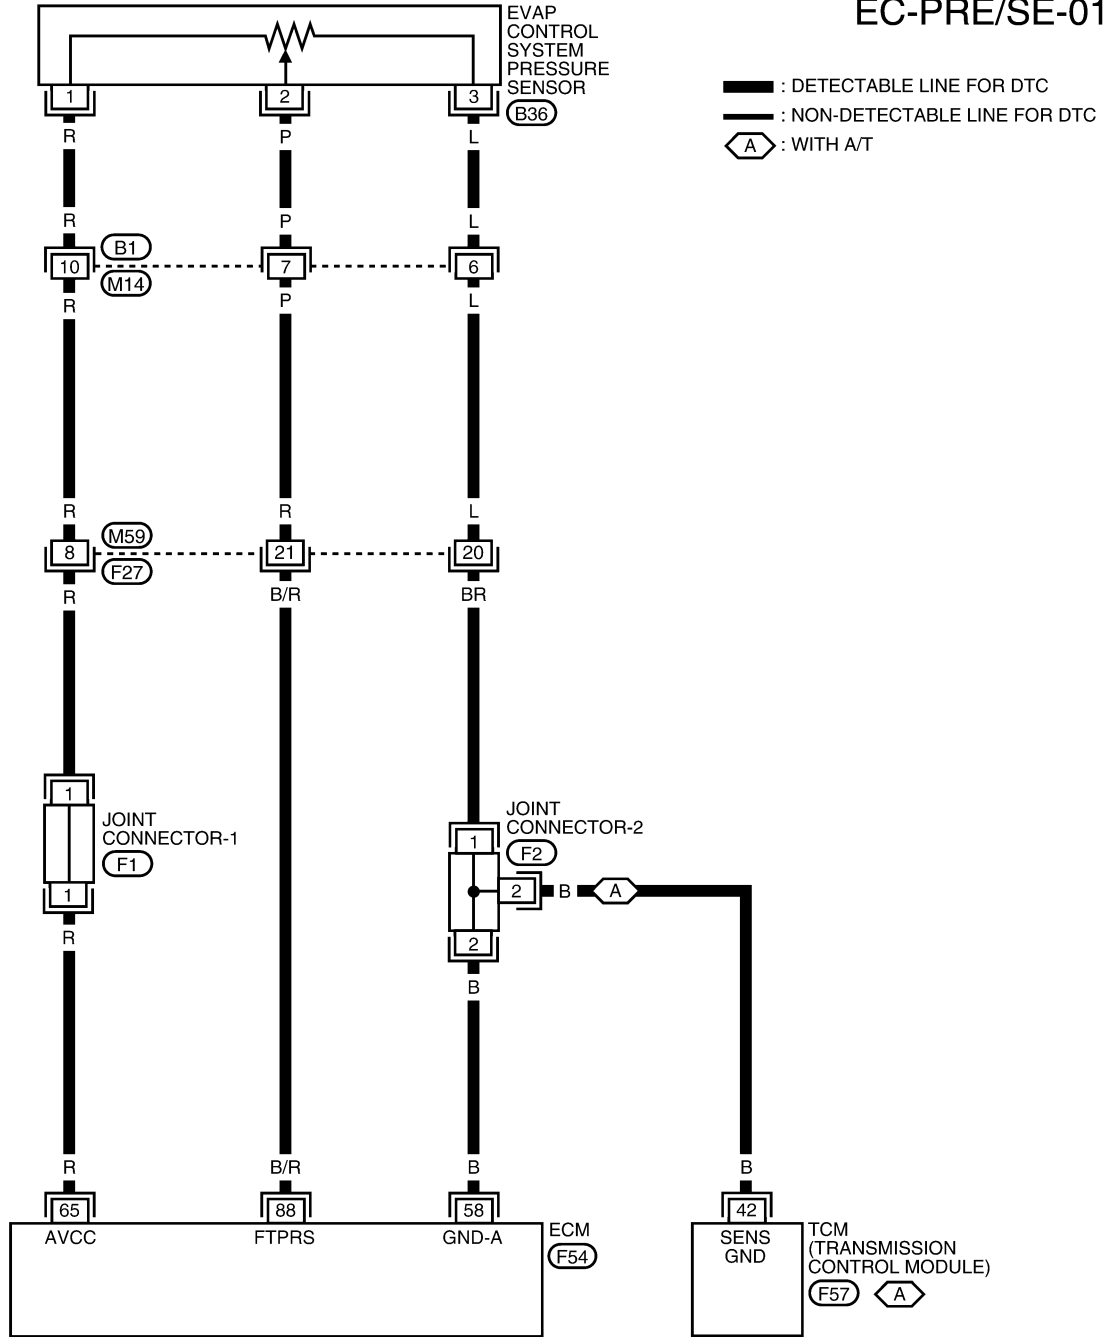 EC-PRE/SE-01
EVAP
CONTROL
SYSTEM
PRESSURE
SENSOR
B36
: DETECTABLE LINE FOR DTC
: NON-DETECTABLE LINE FOR DTC
A : WITH A/T
1 2 3
R P L
R P L
B1
10 7 6
M14
R P L
R R L
M59
8 21 20
F27
R B/R BR
1
JOINT
CONNECTOR-1
F1
1
R
JOINT
CONNECTOR-2
F2
1
2 B A
2
B
R B/R B B
65 88 58 42
AVCC FTPRS GND-A
ECM
F54
SENS
GND
TCM
(TRANSMISSION
CONTROL MODULE)
F57 A